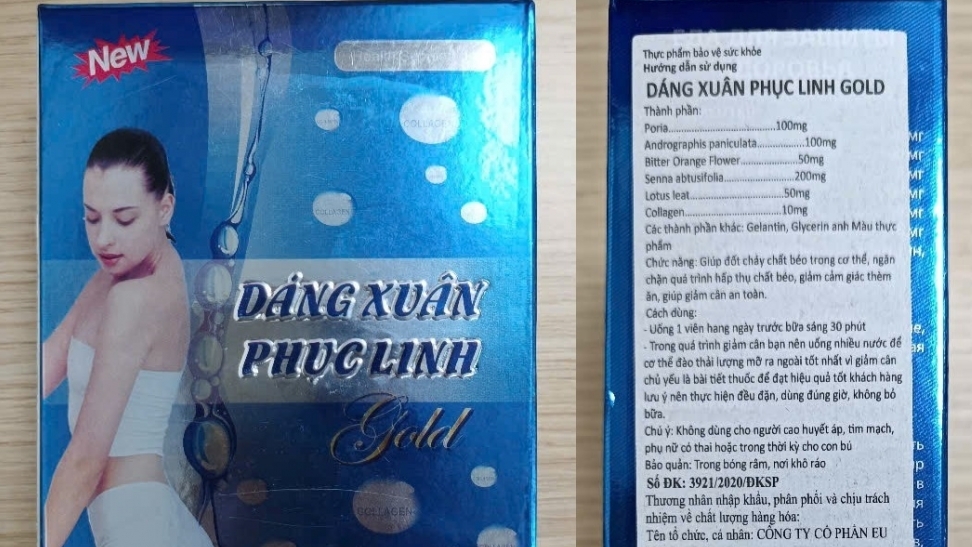 New
COLLAGEN
COLLAGEN
DÁNG XUÂN
PHỤC LINH
Gold
COLLAGEN
Thực phẩm bảo vệ sức khỏe
Hướng dẫn sử dụng
DÁNG XUÂN PHỤC LINH GOLD
Thành phần:
Poria......................................100mg
Andrographis paniculata.................100mg
Bitter Orange Flower....................50mg
Senna abtusifolia.........................200mg
Lotus leat.................................50mg
Collagen...................................10mg
Các thành phần khác: Gelantin, Glycerin anh Màu thực
phẩm
Chức năng: Giúp đốt cháy chất béo trong cơ thể, ngăn
chặn quá trình hấp thụ chất béo, giảm cảm giác thèm
ăn, giúp giảm cân an toàn.
Cách dùng:
- Uống 1 viên hang ngày trước bữa sáng 30 phút
- Trong quá trình giảm cân bạn nên uống nhiều nước để
cơ thể đào thải lượng mỡ ra ngoài tốt nhất vì giảm cân
chủ yếu là bài tiết thuốc để đạt hiệu quả tốt khách hàng
lưu ý nên thực hiện đều đặn, dùng đúng giờ, không bỏ
bữa.
Chú ý: Không dùng cho người cao huyết áp, tim mạch,
phụ nữ có thai hoặc trong thời kỳ cho con bú
Bảo quản: Trong bóng râm, nơi khô ráo
Số ĐK: 3921/2020/ĐKSP
Thương nhân nhập khẩu, phân phối và chịu trách
nhiệm về chất lượng hàng hóa:
Tên tổ chức, cá nhân: CÔNG TY CỔ PHẦN EU